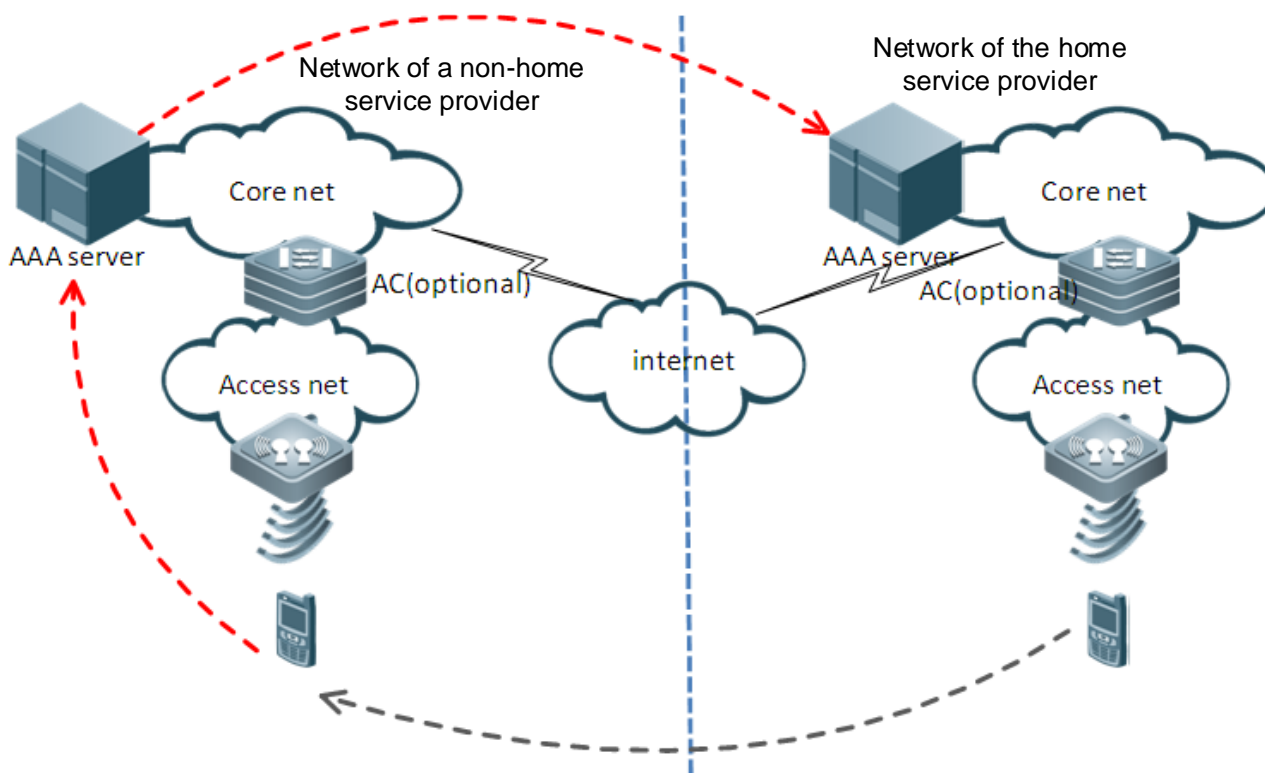 Network of a non-home
service provider
Network of the home
service provider
Core net
AAA server
AC(optional)
internet
Access net
Core net
AAA server
AC(optional)
Access net